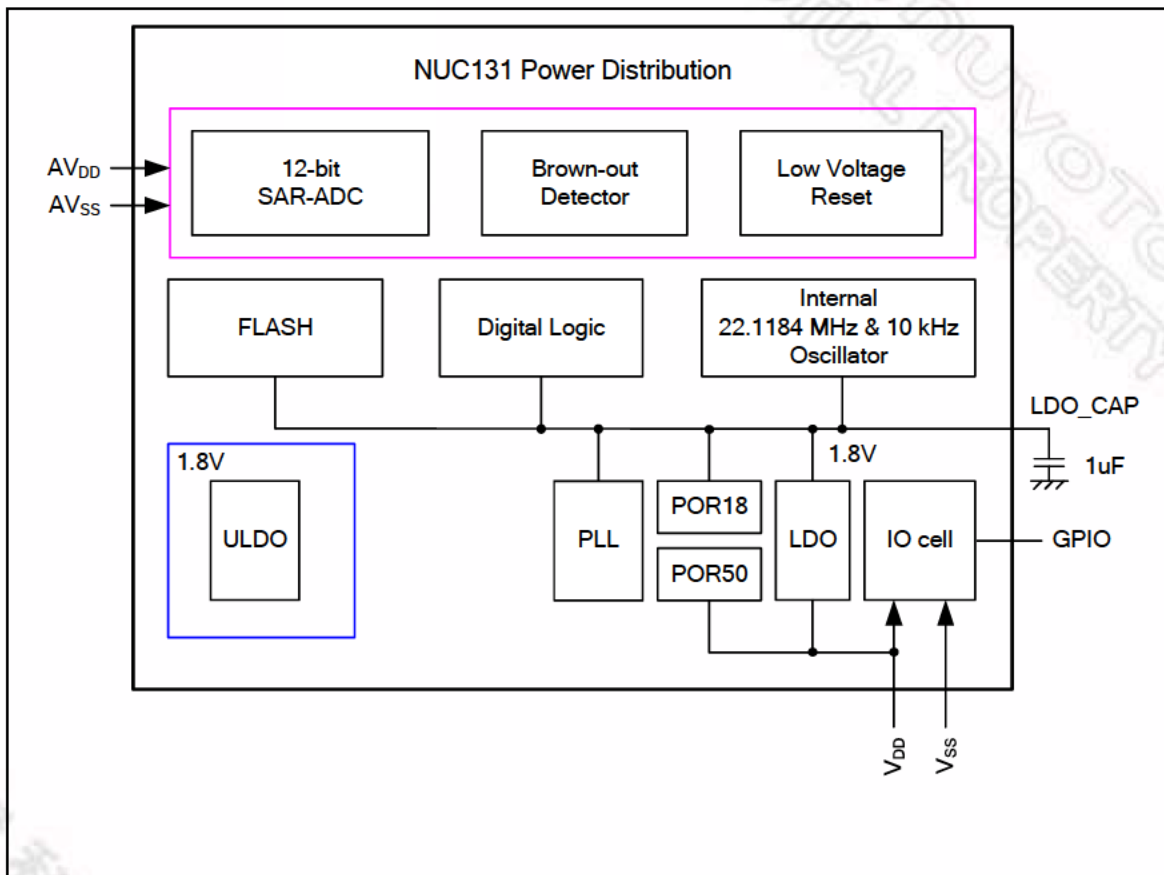 NUC131 Power Distribution
AVDD
AVSS
12-bit
SAR-ADC
Brown-out
Detector
Low Voltage
Reset
FLASH
Digital Logic
Internal
22.1184 MHz & 10 kHz
Oscillator
LDO_CAP
1uF
1.8V
ULDO
PLL
POR18
POR50
1.8V
LDO
IO cell
GPIO
VDD
VSS
nuvoton
PROPERTY